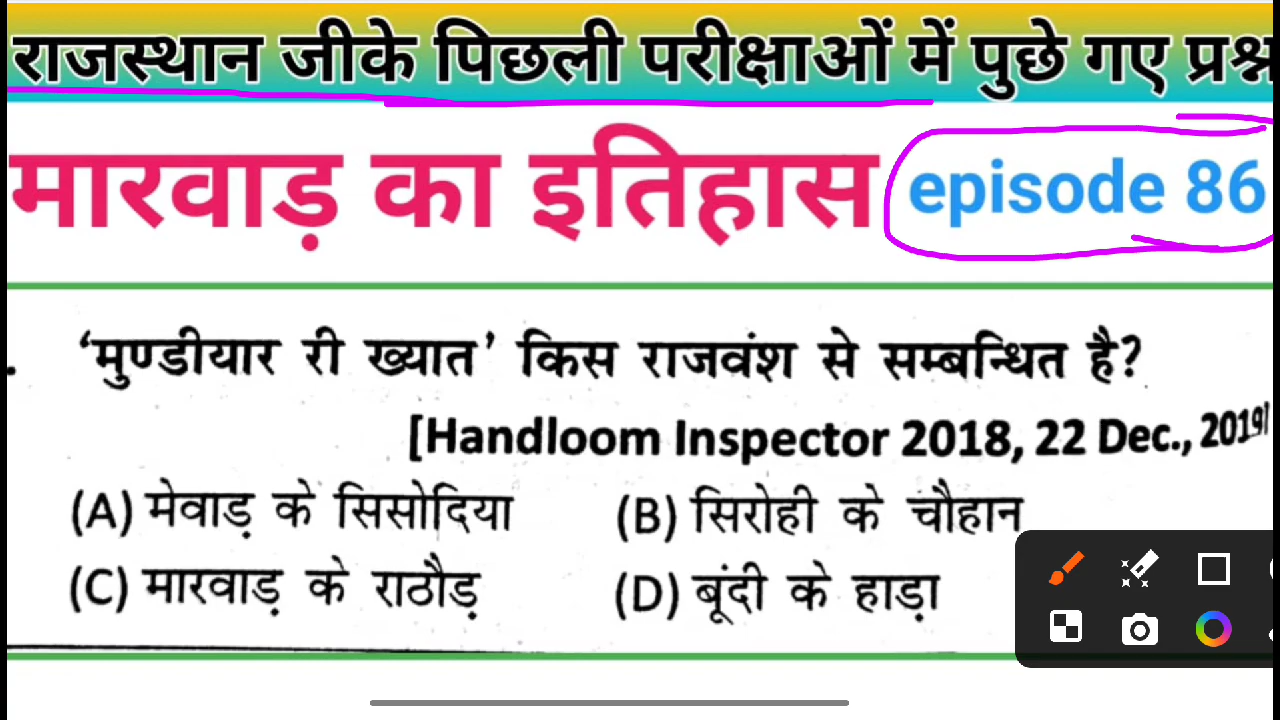 राजस्थान जीके पिछली परीक्षाओं में पुछे गए प्रश्न
मारवाड़ का इतिहास episode 86
. 'मुण्डीयार री ख्यात' किस राजवंश से सम्बन्धित है?
[Handloom Inspector 2018, 22 Dec., 2019]
(A) मेवाड़ के सिसोदिया (B) सिरोही के चौहान
(C) मारवाड़ के राठौड़ (D) बूंदी के हाड़ा